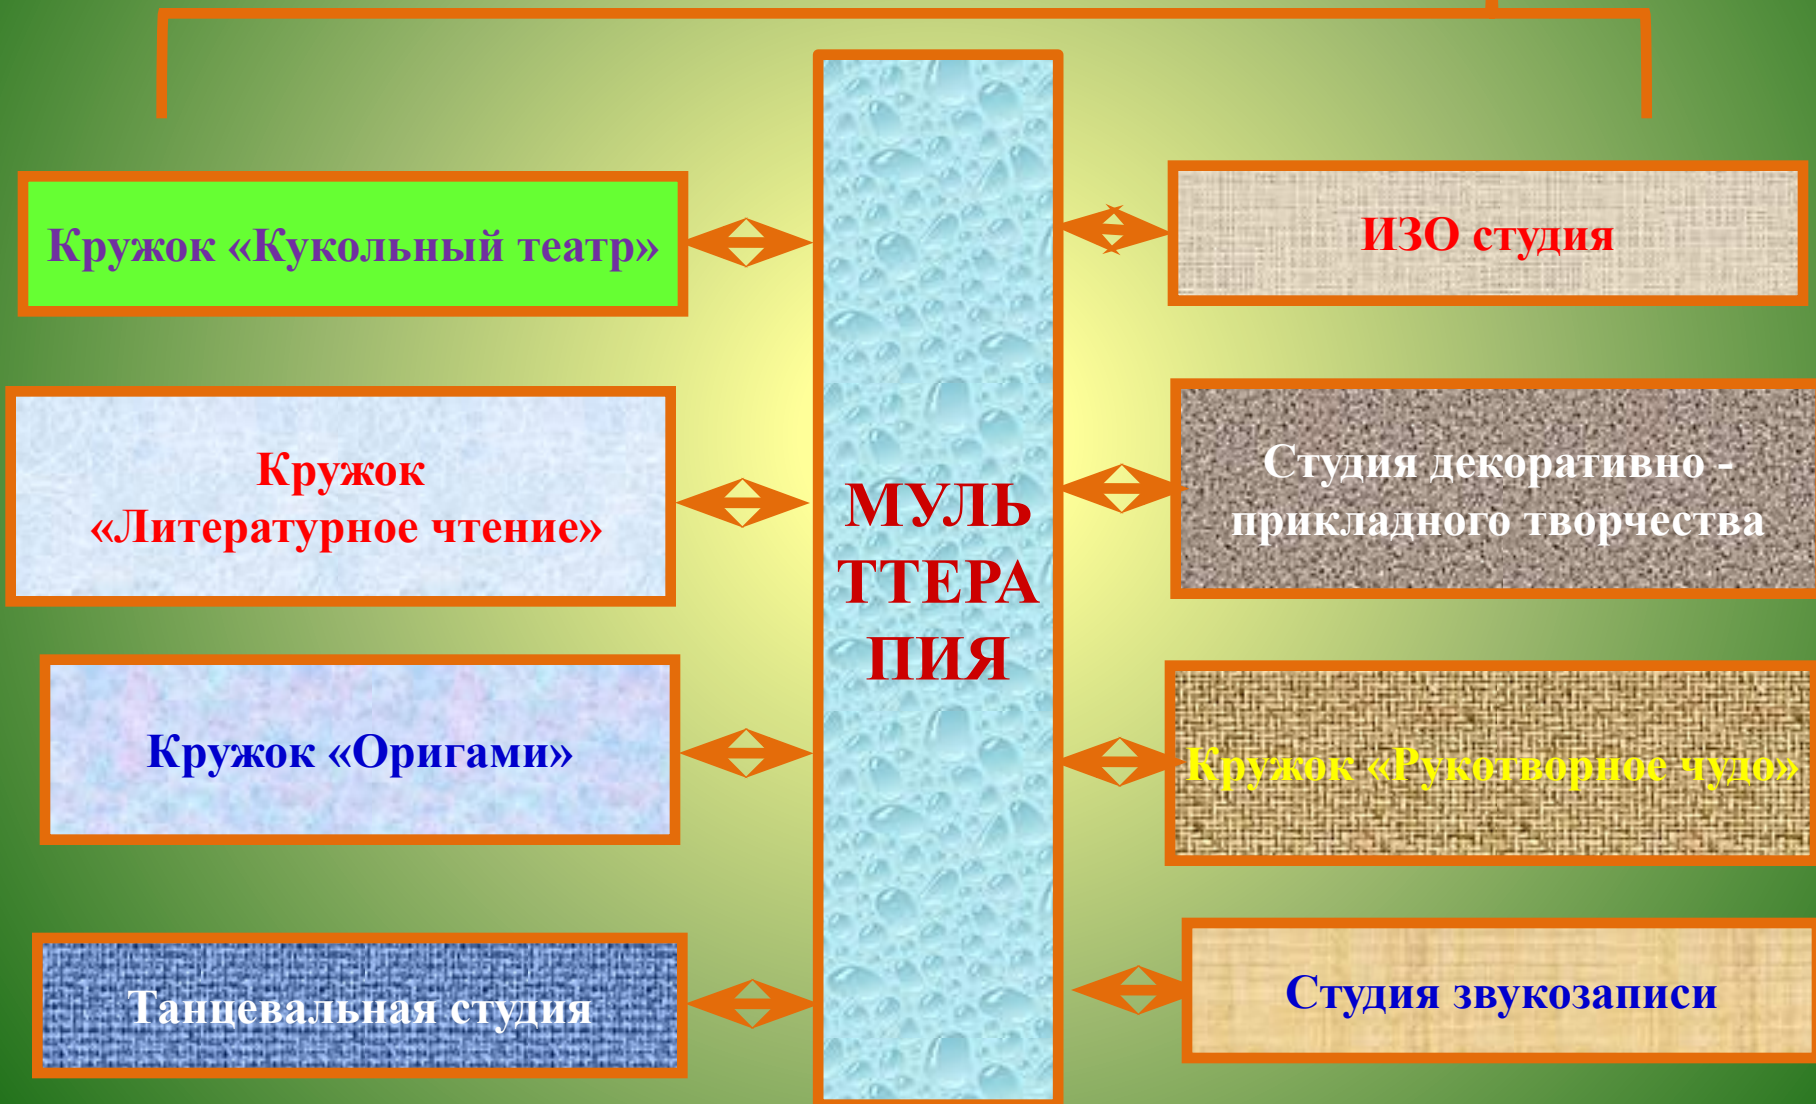 Кружок «Кукольный театр»
Кружок
«Литературное чтение»
Кружок «Оригами»
Танцевальная студия
МУЛЬ
ТТЕРА
ПИЯ
ИЗО студия
Студия декоративно -
прикладного творчества
Кружок «Рукотворное чудо»
Студия звукозаписи